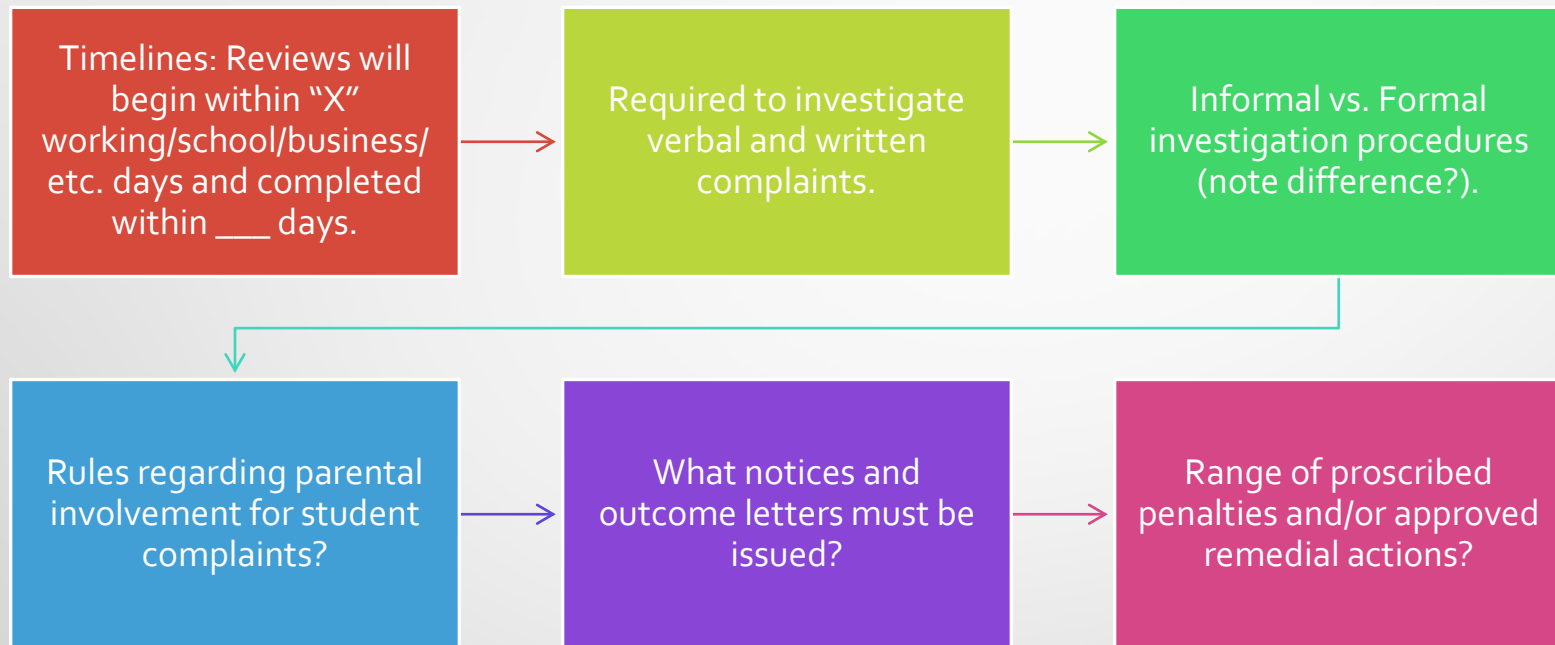 Timelines: Reviews will
begin within “X”
working/school/business/
etc. days and completed
within ___ days.
Required to investigate
verbal and written
complaints.
Informal vs. Formal
investigation procedures
(note difference?).
Rules regarding parental
involvement for student
complaints?
What notices and
outcome letters must be
issued?
Range of proscribed
penalties and/or approved
remedial actions?